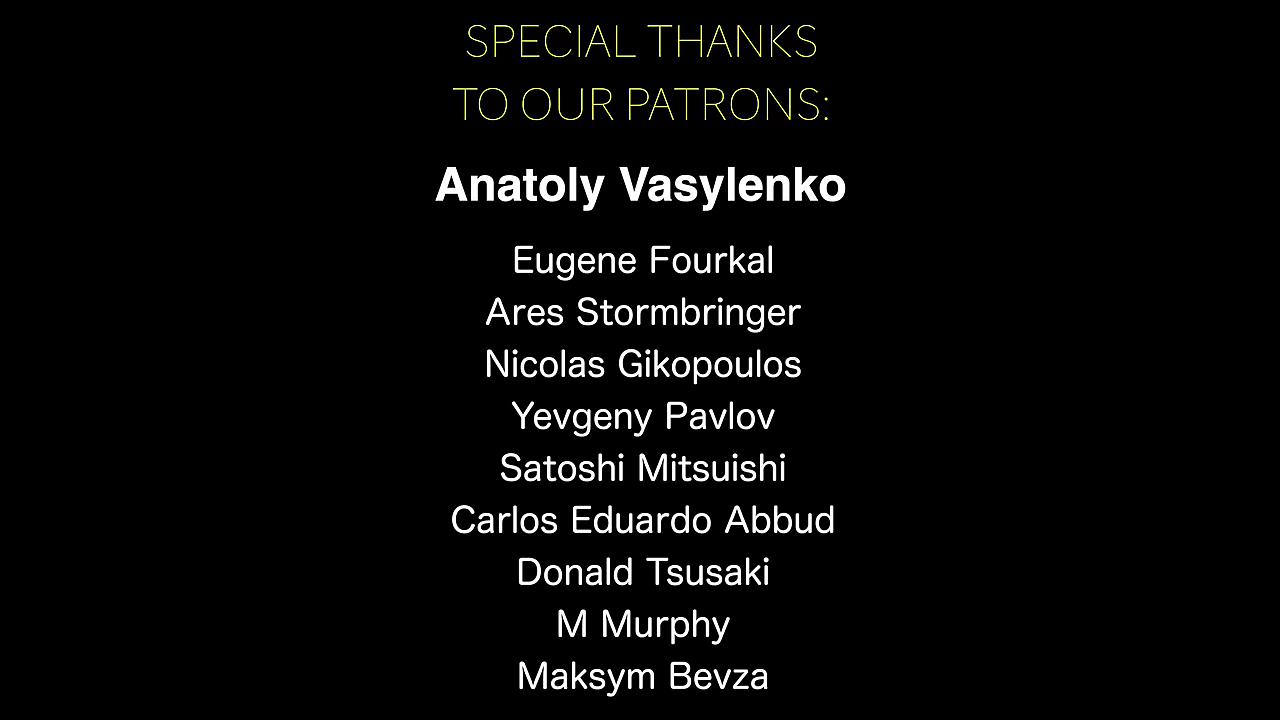 SPECIAL THANKS
TO OUR PATRONS:
Anatoly Vasylenko
Eugene Fourkal
Ares Stormbringer
Nicolas Gikopoulos
Yevgeny Pavlov
Satoshi Mitsuishi
Carlos Eduardo Abbud
Donald Tsusaki
M Murphy
Maksym Bevza